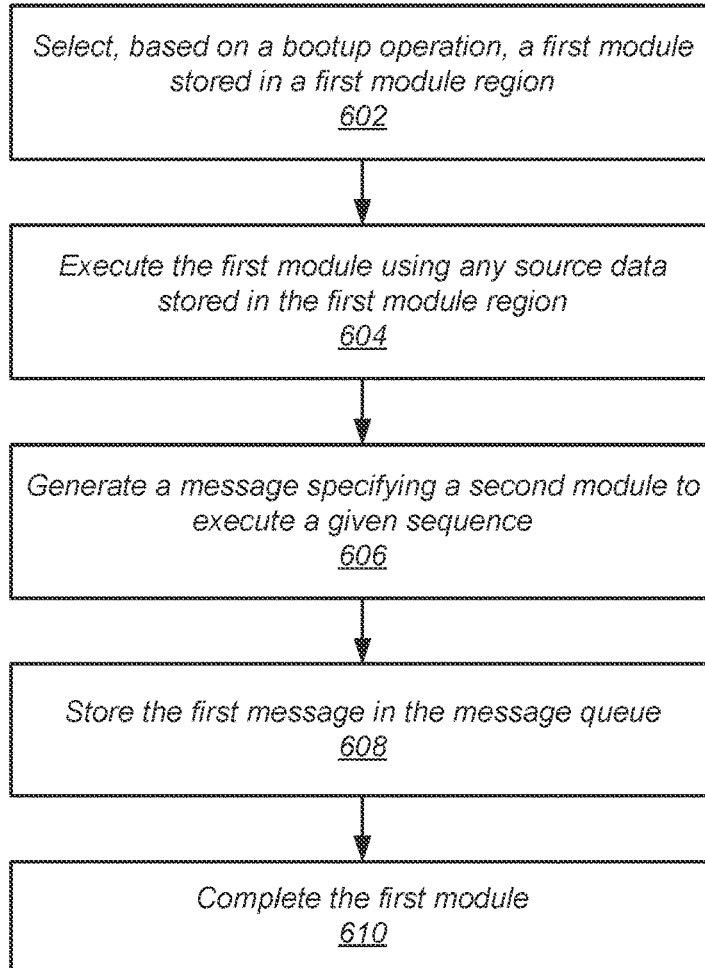 Select, based on a bootup operation, a first module
stored in a first module region
602
Execute the first module using any source data
stored in the first module region
604
Generate a message specifying a second module to
execute a given sequence
606
Store the first message in the message queue
608
Complete the first module
610